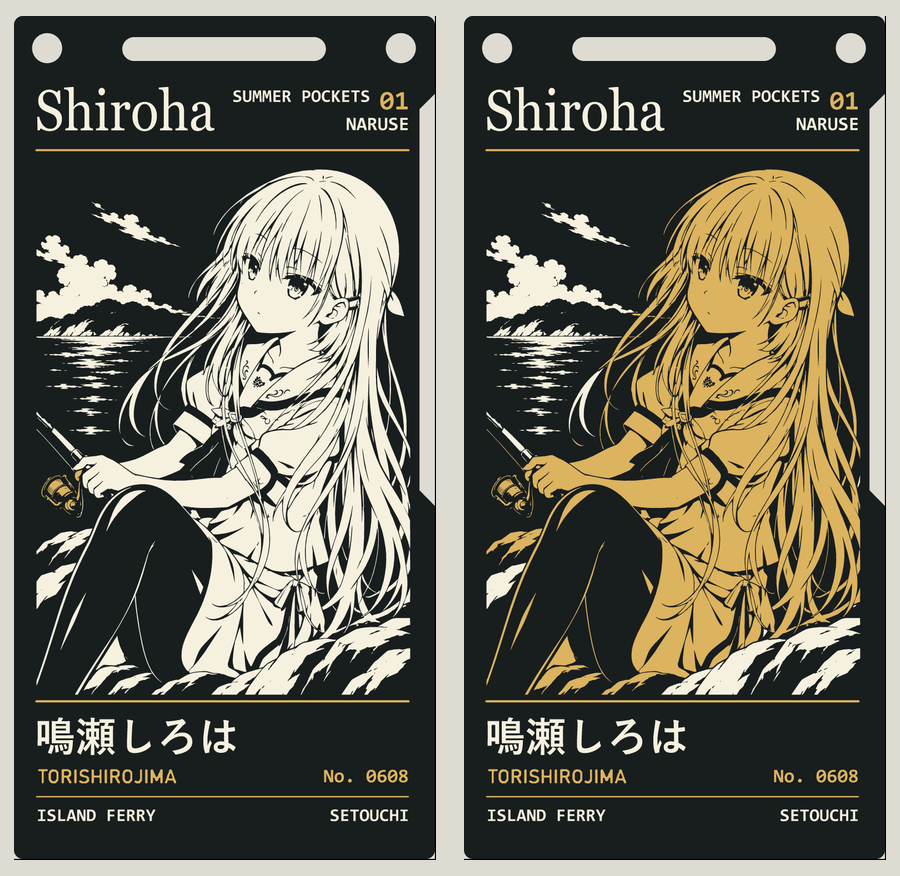 Shiroha
SUMMER POCKETS 01
NARUSE
鳴瀬しろは
TORISHIROJIMA No. 0608
ISLAND FERRY SETOUCHI
Shiroha
SUMMER POCKETS 01
NARUSE
鳴瀬しろは
TORISHIROJIMA No. 0608
ISLAND FERRY SETOUCHI